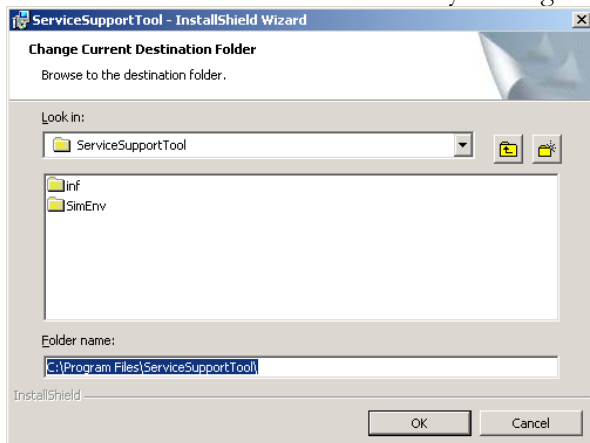 ServiceSupportTool - InstallShield Wizard
Change Current Destination Folder
Browse to the destination folder.
Look in:
ServiceSupportTool
inf
SimEnv
Folder name:
C:\Program Files\ServiceSupportTool\
InstallShield
OK Cancel